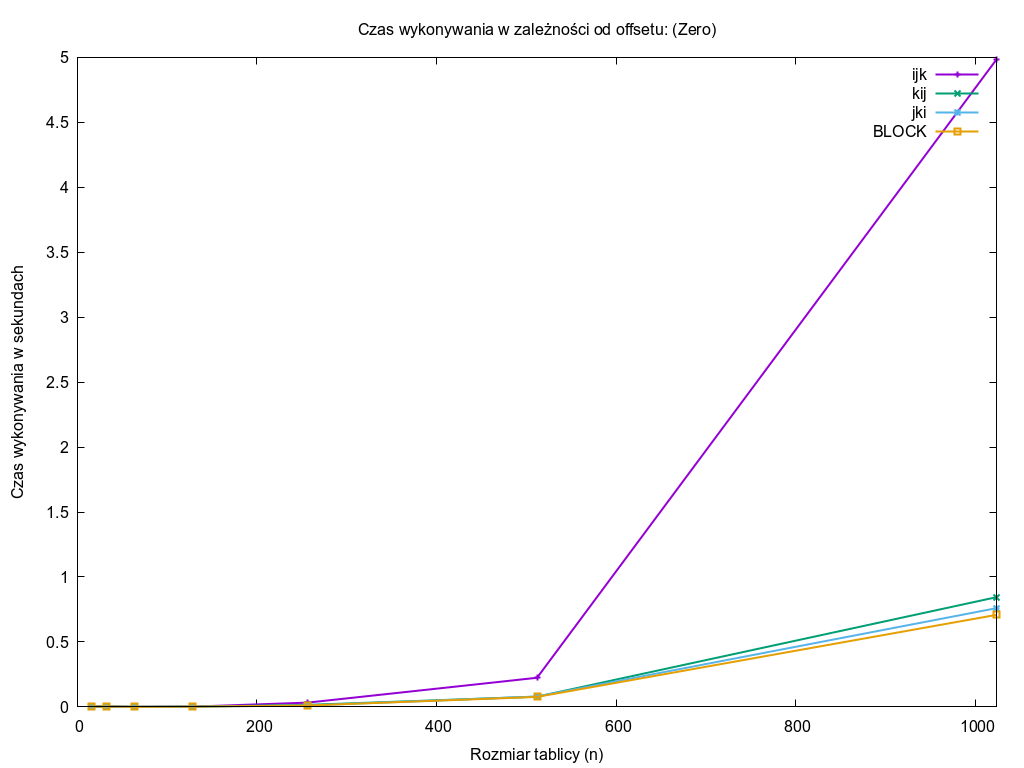 Czas wykonywania w zależności od offsetu: (Zero)
ijk
kij
jki
BLOCK
5
4.5
4
3.5
3
2.5
2
1.5
1
0.5
0
0 200 400 600 800 1000
Czas wykonywania w sekundach
Rozmiar tablicy (n)